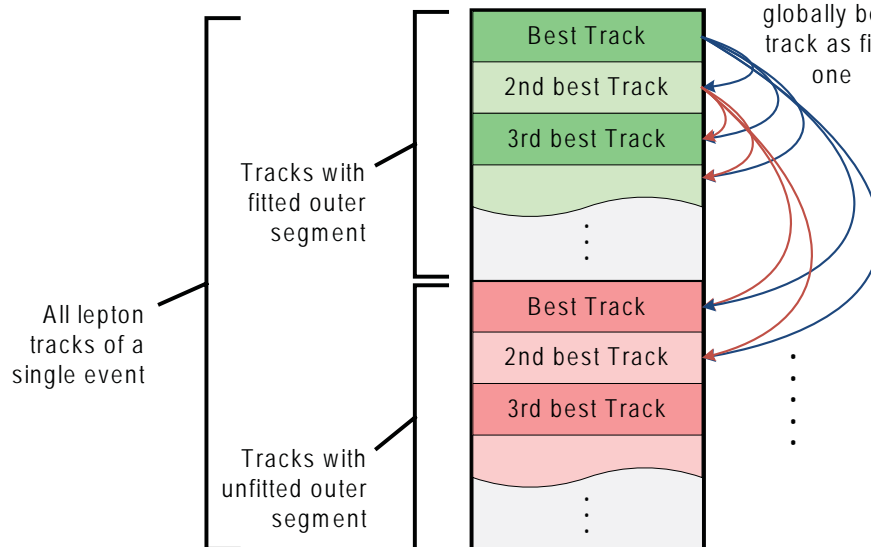 globally
track as
one
Best Track
2nd best Track
3rd best Track
Tracks with
fitted outer
segment
All lepton
tracks of a
single event
Best Track
2nd best Track
3rd best Track
Tracks with
unfitted outer
segment